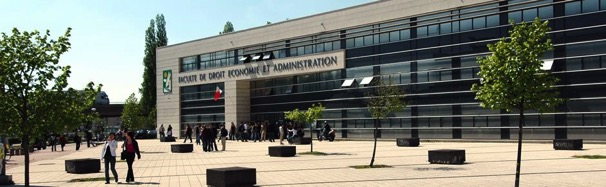 FACULTE DE DROIT ECONOMIE ET ADMINISTRATION